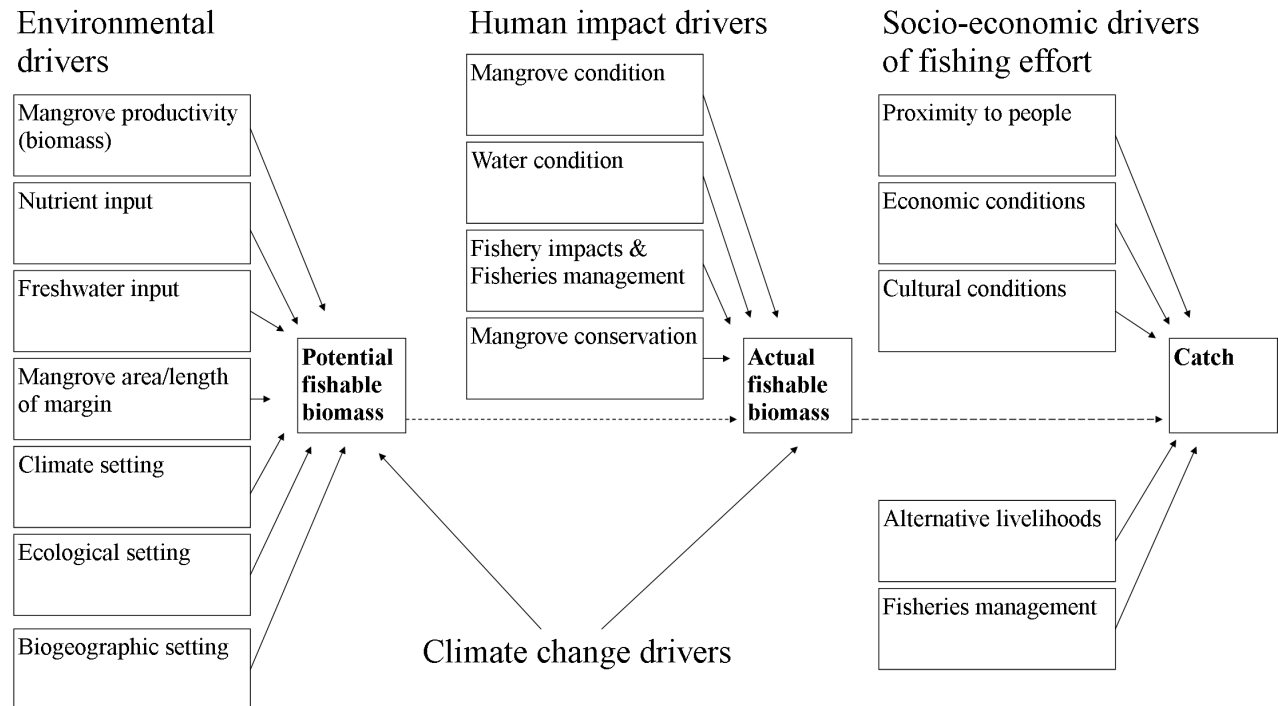 Environmental
drivers
Mangrove productivity
(biomass)
Nutrient input
Freshwater input
Mangrove area/length
of margin
Climate setting
Ecological setting
Biogeographic setting
Potential
fishable
biomass
Human impact drivers
Mangrove condition
Water condition
Fishery impacts &
Fisheries management
Mangrove conservation
Actual
fishable
biomass
Climate change drivers
Socio-economic drivers
of fishing effort
Proximity to people
Economic conditions
Cultural conditions
Catch
Alternative livelihoods
Fisheries management